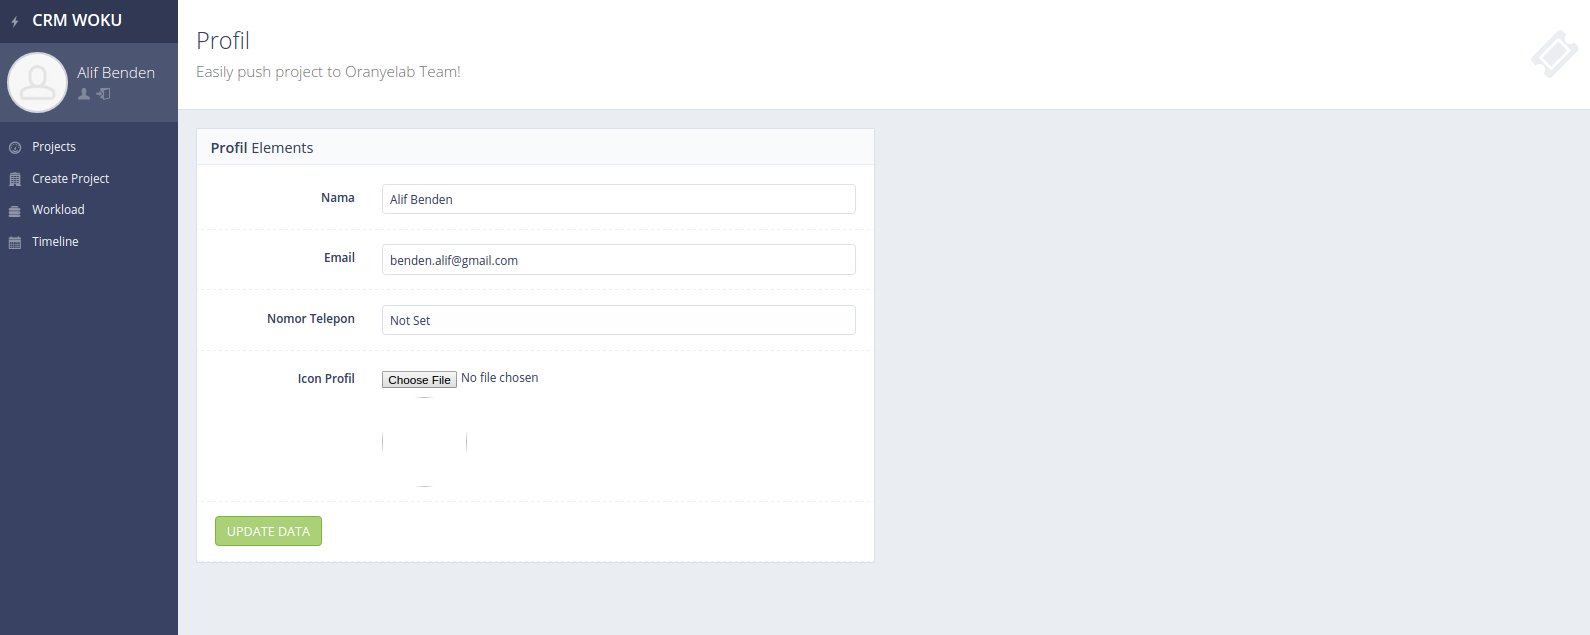 CRM WOKU
Alif Benden
Projects
Create Project
Workload
Timeline
Profil
Easily push project to Oranyelab Team!
Profil Elements
Nama
Alif Benden
Email
benden.alif@gmail.com
Nomor Telepon
Not Set
Icon Profil
Choose File No file chosen
UPDATE DATA